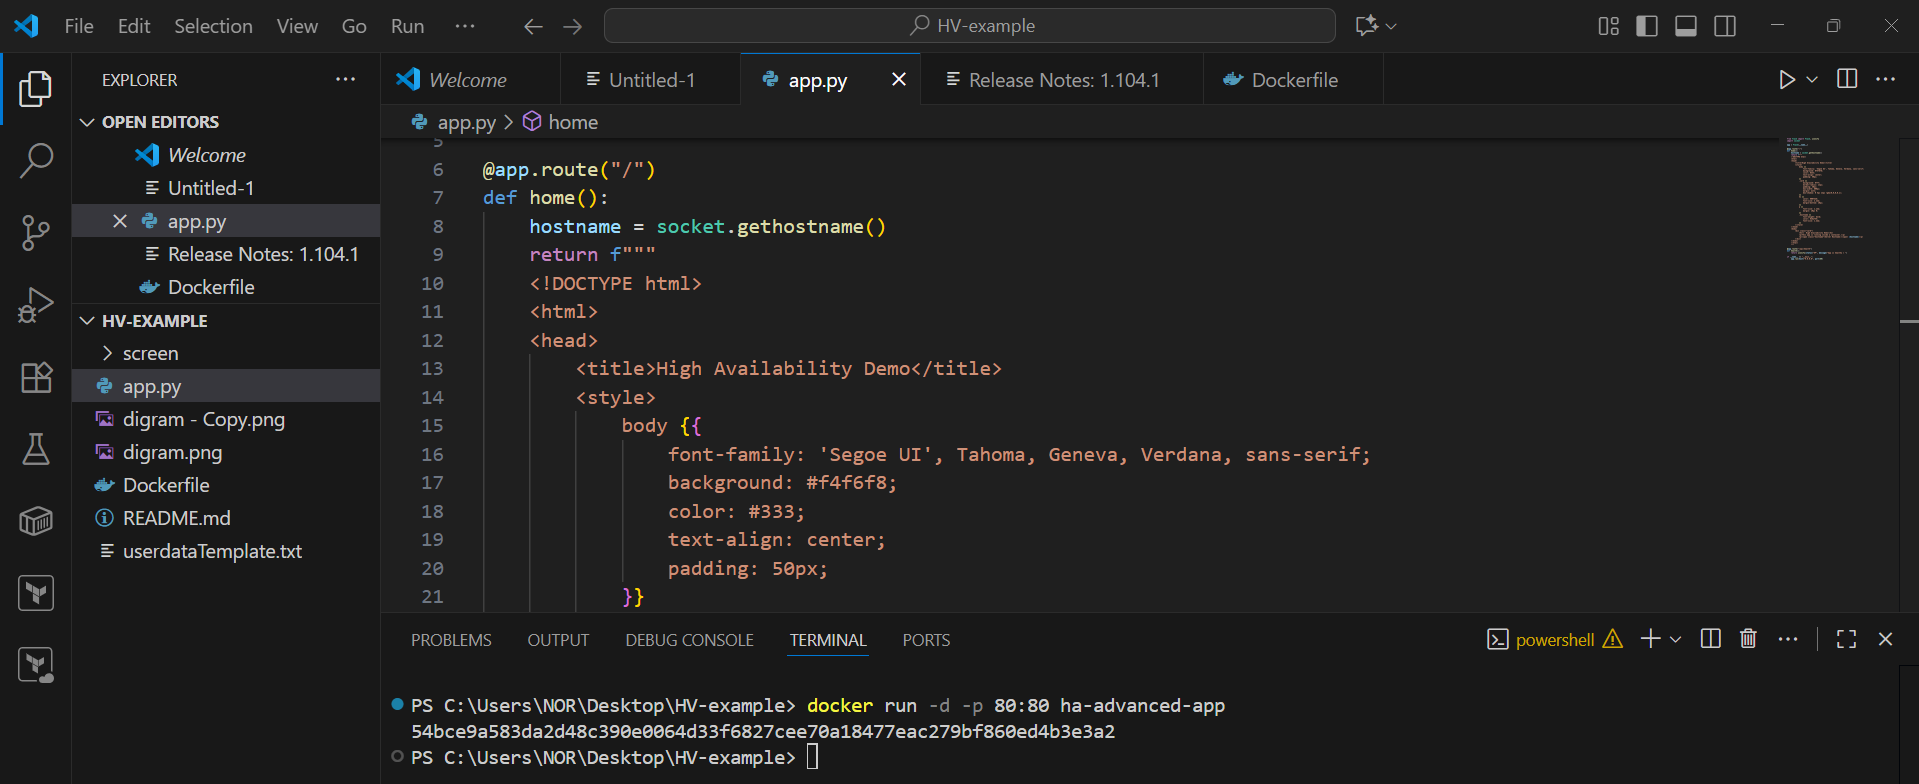 File Edit Selection View Go Run ···
HV-example
EXPLORER ···
OPEN EDITORS
Welcome
Untitled-1
app.py
Release Notes: 1.104.1
Dockerfile
HV-EXAMPLE
screen
app.py
digram - Copy.png
digram.png
Dockerfile
README.md
userdataTemplate.txt
Welcome Untitled-1 app.py Release Notes: 1.104.1 Dockerfile
app.py > home
5
6 @app.route("/")
7 def home():
8 hostname = socket.gethostname()
9 return f"""
10 <!DOCTYPE html>
11 <html>
12 <head>
13 <title>High Availability Demo</title>
14 <style>
15 body {{
16 font-family: 'Segoe UI', Tahoma, Geneva, Verdana, sans-serif;
17 background: #f4f6f8;
18 color: #333;
19 text-align: center;
20 padding: 50px;
21 }}
PROBLEMS OUTPUT DEBUG CONSOLE TERMINAL PORTS
powershell
PS C:\Users\NOR\Desktop\HV-example> docker run -d -p 80:80 ha-advanced-app
54bce9a583da2d48c390e0064d33f6827cee70a18477eac279bf860ed4b3e3a2
PS C:\Users\NOR\Desktop\HV-example>